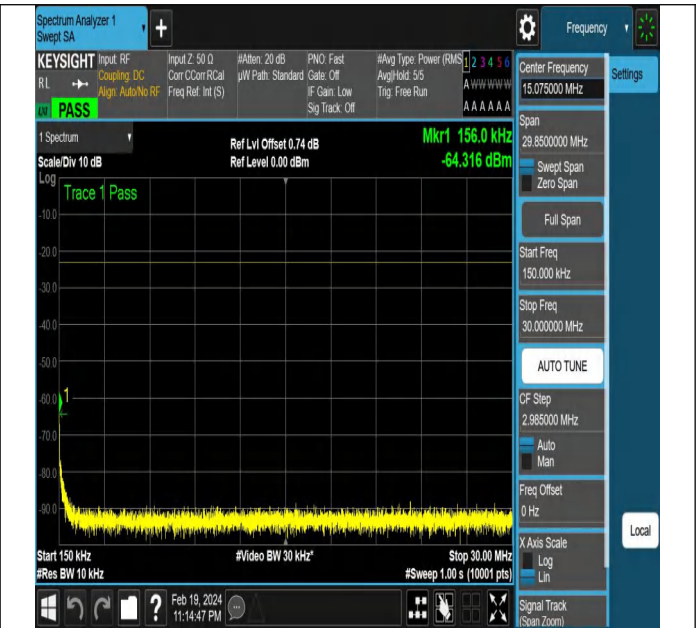 Spectrum Analyzer 1
Swept SA
+
Frequency
KEYSIGHT
RL
PASS
Input: RF
Coupling: DC
Align: Auto/No RF
Input Z: 50 Ω
Corr CCorr RCal
Freq Ref: Int (S)
#Atten: 20 dB
µW Path: Standard
PNO: Fast
Gate: Off
IF Gain: Low
Sig Track: Off
#Avg Type: Power (RMS
Avg|Hold: 5/5
Trig: Free Run
1 2 3 4 5 6
A W W W W W
A A A A A A
Center Frequency
15.075000 MHz
Settings
1 Spectrum
Scale/Div 10 dB
Ref Lvl Offset 0.74 dB
Ref Level 0.00 dBm
Mkr1 156.0 kHz
-64.316 dBm
Log
Trace 1 Pass
-10.0
-20.0
-30.0
-40.0
-50.0
-60.0
-70.0
-80.0
-90.0
1
Span
29.8500000 MHz
Swept Span
Zero Span
Full Span
Start Freq
150.000 kHz
Stop Freq
30.000000 MHz
AUTO TUNE
CF Step
2.985000 MHz
Auto
Man
Freq Offset
0 Hz
Local
X Axis Scale
Log
Lin
Signal Track
(Span Zoom)
Start 150 kHz
#Video BW 30 kHz*
Stop 30.00 MHz
#Res BW 10 kHz
#Sweep 1.00 s (10001 pts)
?
Feb 19, 2024
11:14:47 PM